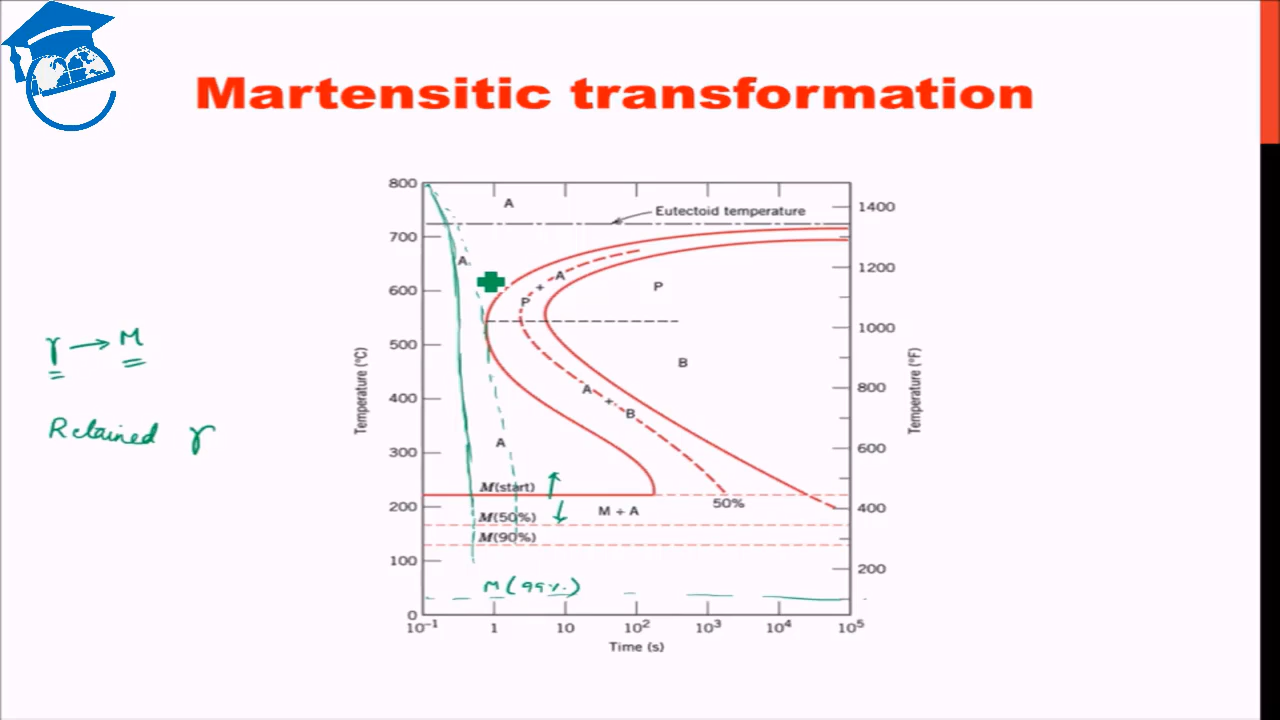 Martensitic transformation
800
700
600
500
400
300
200
100
0
Temperature (°C)
1400
1200
1000
800
600
400
200
Temperature (°F)
A
Eutectoid temperature
A
A
+
P
P
B
A
+
B
A
M(start)
M + A
50%
M(50%)
M(90%)
M (99%)
10⁻¹ 1 10 10² 10³ 10⁴ 10⁵
Time (s)
γ → M
Retained γ